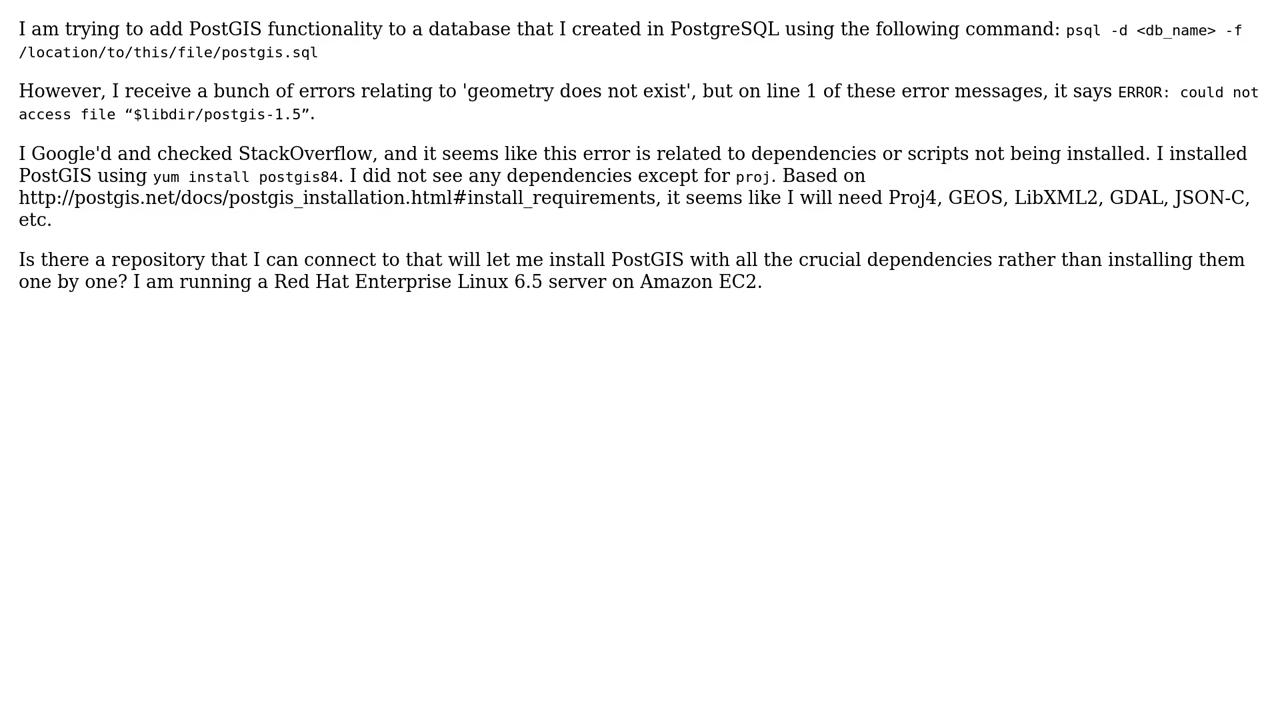 I am trying to add PostGIS functionality to a database that I created in PostgreSQL using the following command: psql -d <db_name> -f
/location/to/this/file/postgis.sql
However, I receive a bunch of errors relating to 'geometry does not exist', but on line 1 of these error messages, it says ERROR: could not
access file “$libdir/postgis-1.5”.
I Google'd and checked StackOverflow, and it seems like this error is related to dependencies or scripts not being installed. I installed
PostGIS using yum install postgis84. I did not see any dependencies except for proj. Based on
http://postgis.net/docs/postgis_installation.html#install_requirements, it seems like I will need Proj4, GEOS, LibXML2, GDAL, JSON-C,
etc.
Is there a repository that I can connect to that will let me install PostGIS with all the crucial dependencies rather than installing them
one by one? I am running a Red Hat Enterprise Linux 6.5 server on Amazon EC2.